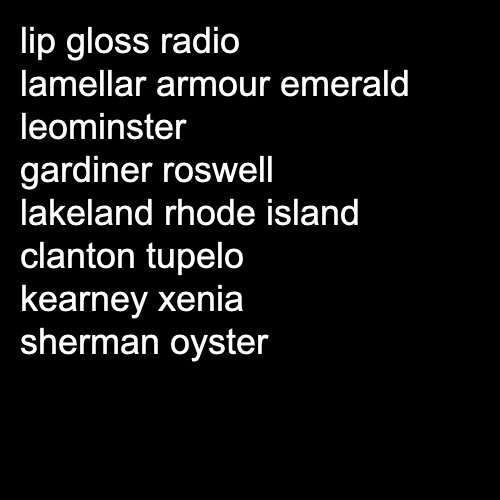 lip gloss radio
lamellar armour emerald
leominster
gardiner roswell
lakeland rhode island
clanton tupelo
kearney xenia
sherman oyster